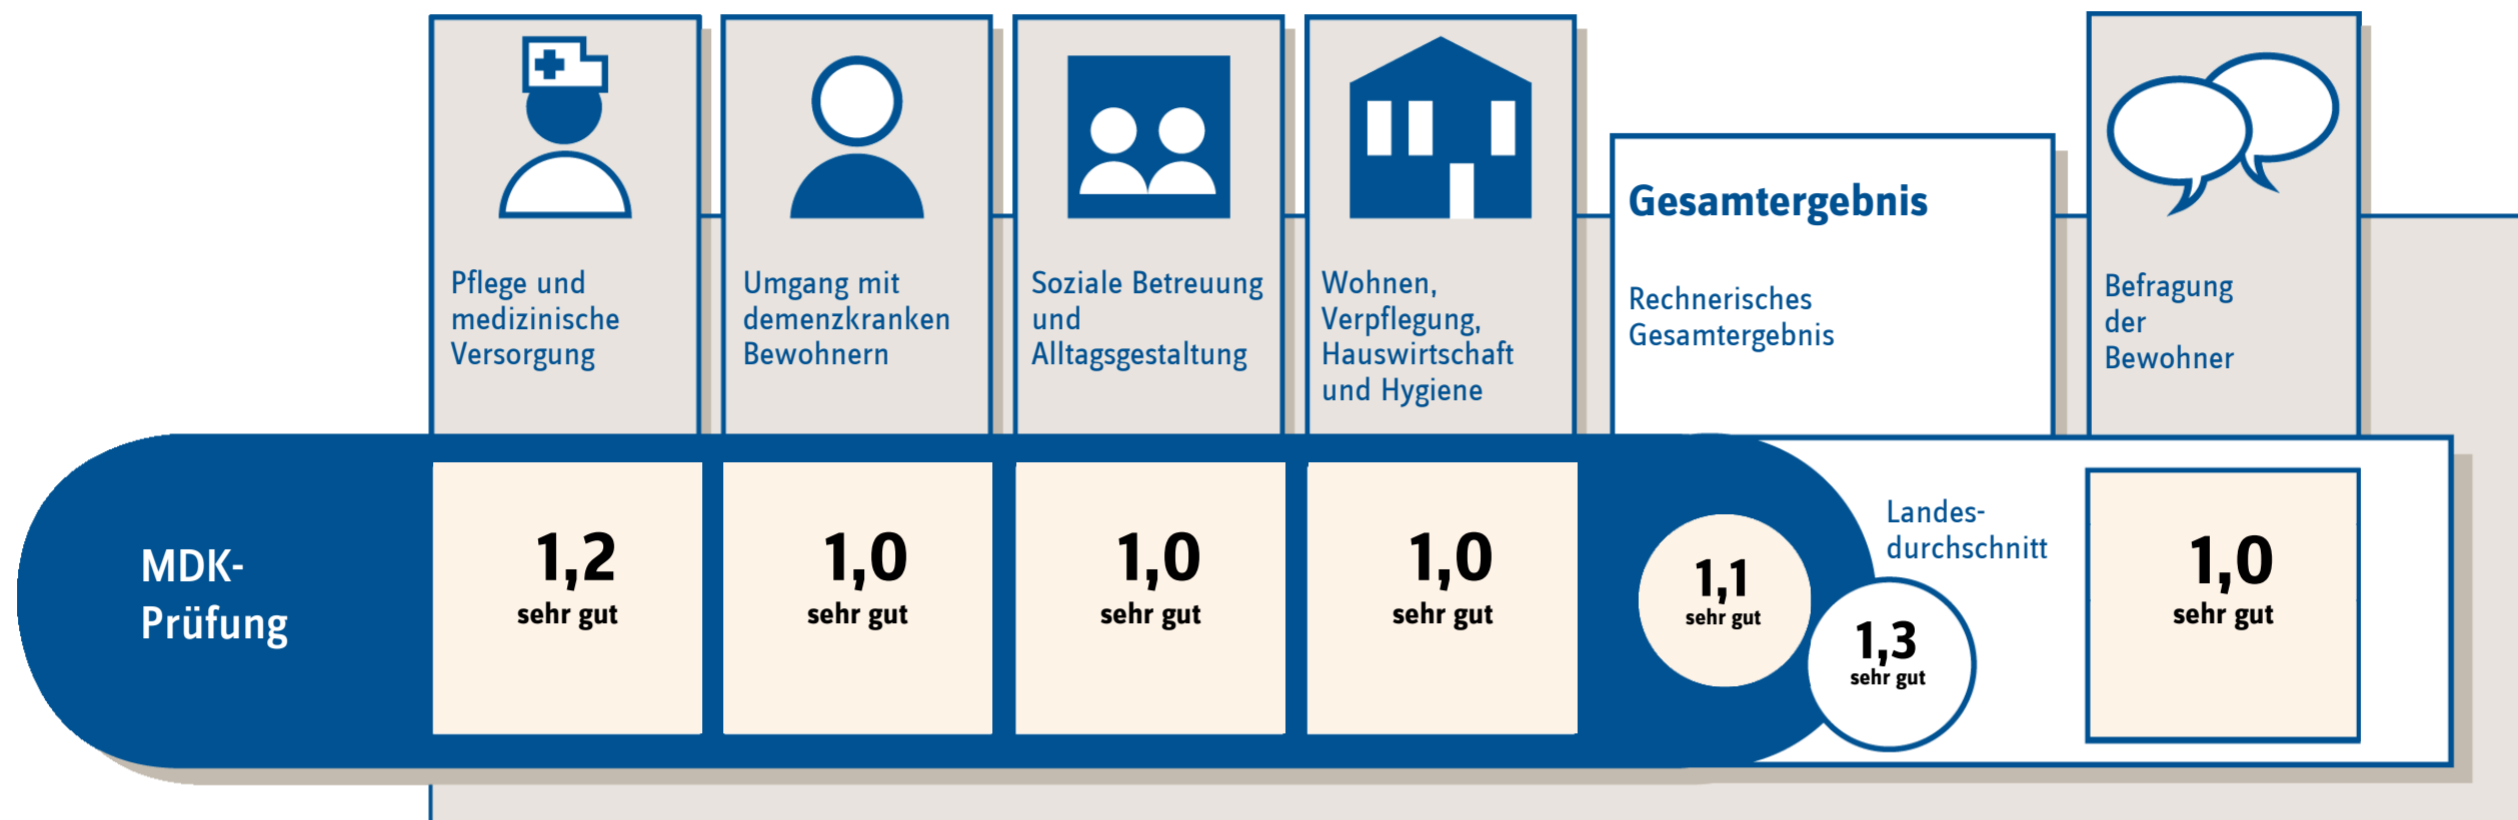 Pflege und
medizinische
Versorgung
Umgang mit
demenzkranken
Bewohnern
Soziale Betreuung
und
Alltagsgestaltung
Wohnen,
Verpflegung,
Hauswirtschaft
und Hygiene
Gesamtergebnis
Rechnerisches
Gesamtergebnis
Befragung
der
Bewohner
MDK-
Prüfung
1,2
sehr gut
1,0
sehr gut
1,0
sehr gut
1,0
sehr gut
1,1
sehr gut
Landes-
durchschnitt
1,3
sehr gut
1,0
sehr gut